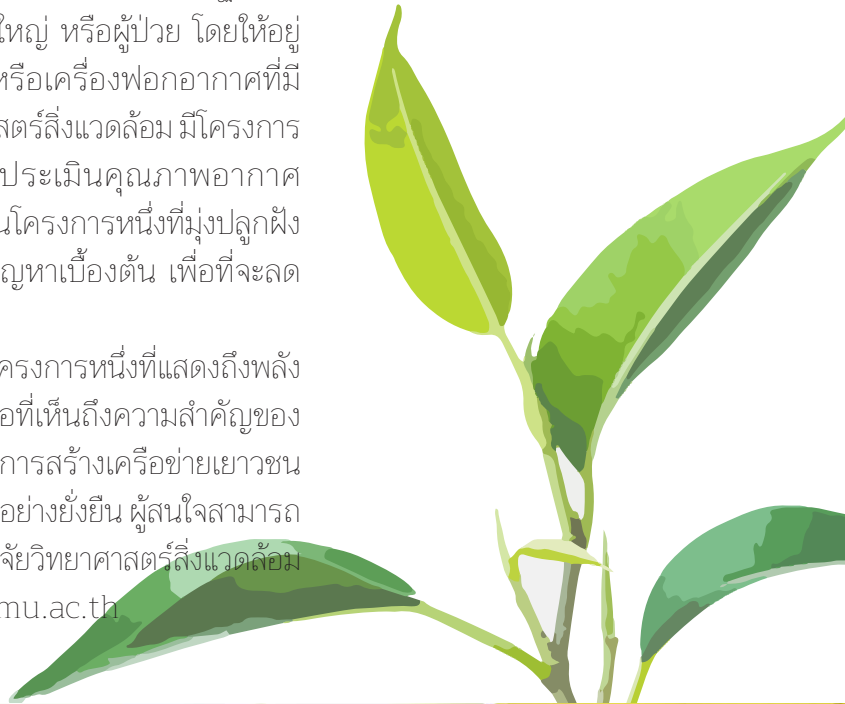 ใหญ่ หรือผู้ป่วย โดยให้อยู่
หรือเครื่องฟอกอากาศที่มี
สตร์สิ่งแวดล้อม มีโครงการ
ประเมินคุณภาพอากาศ
นโครงการหนึ่งที่มุ่งปลูกฝัง
ญหาเบื้องต้น เพื่อที่จะลด
ครงการหนึ่งที่แสดงถึงพลัง
อที่เห็นถึงความสำคัญของ
การสร้างเครือข่ายเยาวชน
อย่างยั่งยืน ผู้สนใจสามารถ
จัยวิทยาศาสตร์สิ่งแวดล้อม
mu.ac.th